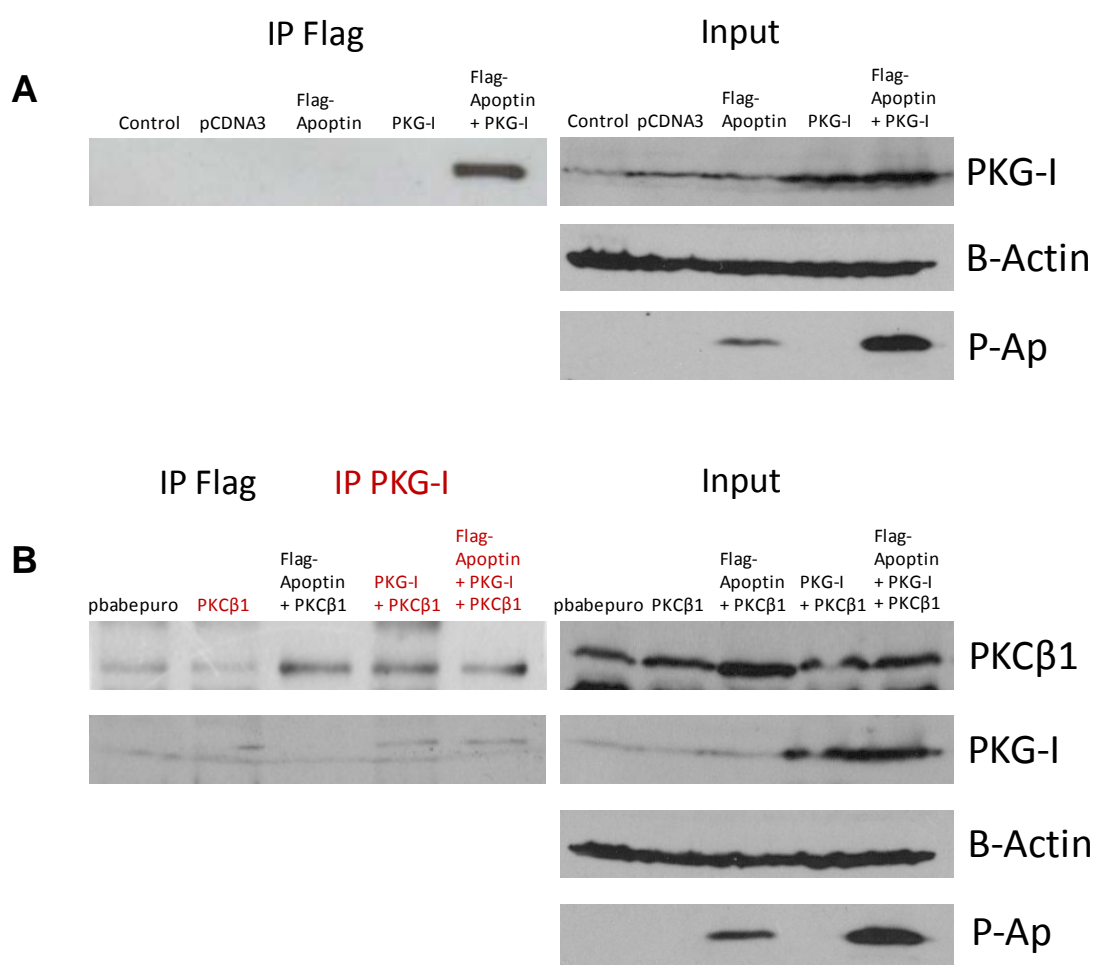 IP Flag
Input
A
Control
pCDNA3
Flag-
Apoptin
PKG-I
Flag-
Apoptin
+ PKG-I
Control
pCDNA3
Flag-
Apoptin
PKG-I
Flag-
Apoptin
+ PKG-I
PKG-I
B-Actin
P-Ap
IP Flag
IP PKG-I
Input
B
pbabepuro
PKCβ1
Flag-
Apoptin
+ PKCβ1
PKG-I
+ PKCβ1
Flag-
Apoptin
+ PKG-I
+ PKCβ1
pbabepuro
PKCβ1
Flag-
Apoptin
+ PKCβ1
PKG-I
+ PKCβ1
Flag-
Apoptin
+ PKG-I
+ PKCβ1
PKCβ1
PKG-I
B-Actin
P-Ap